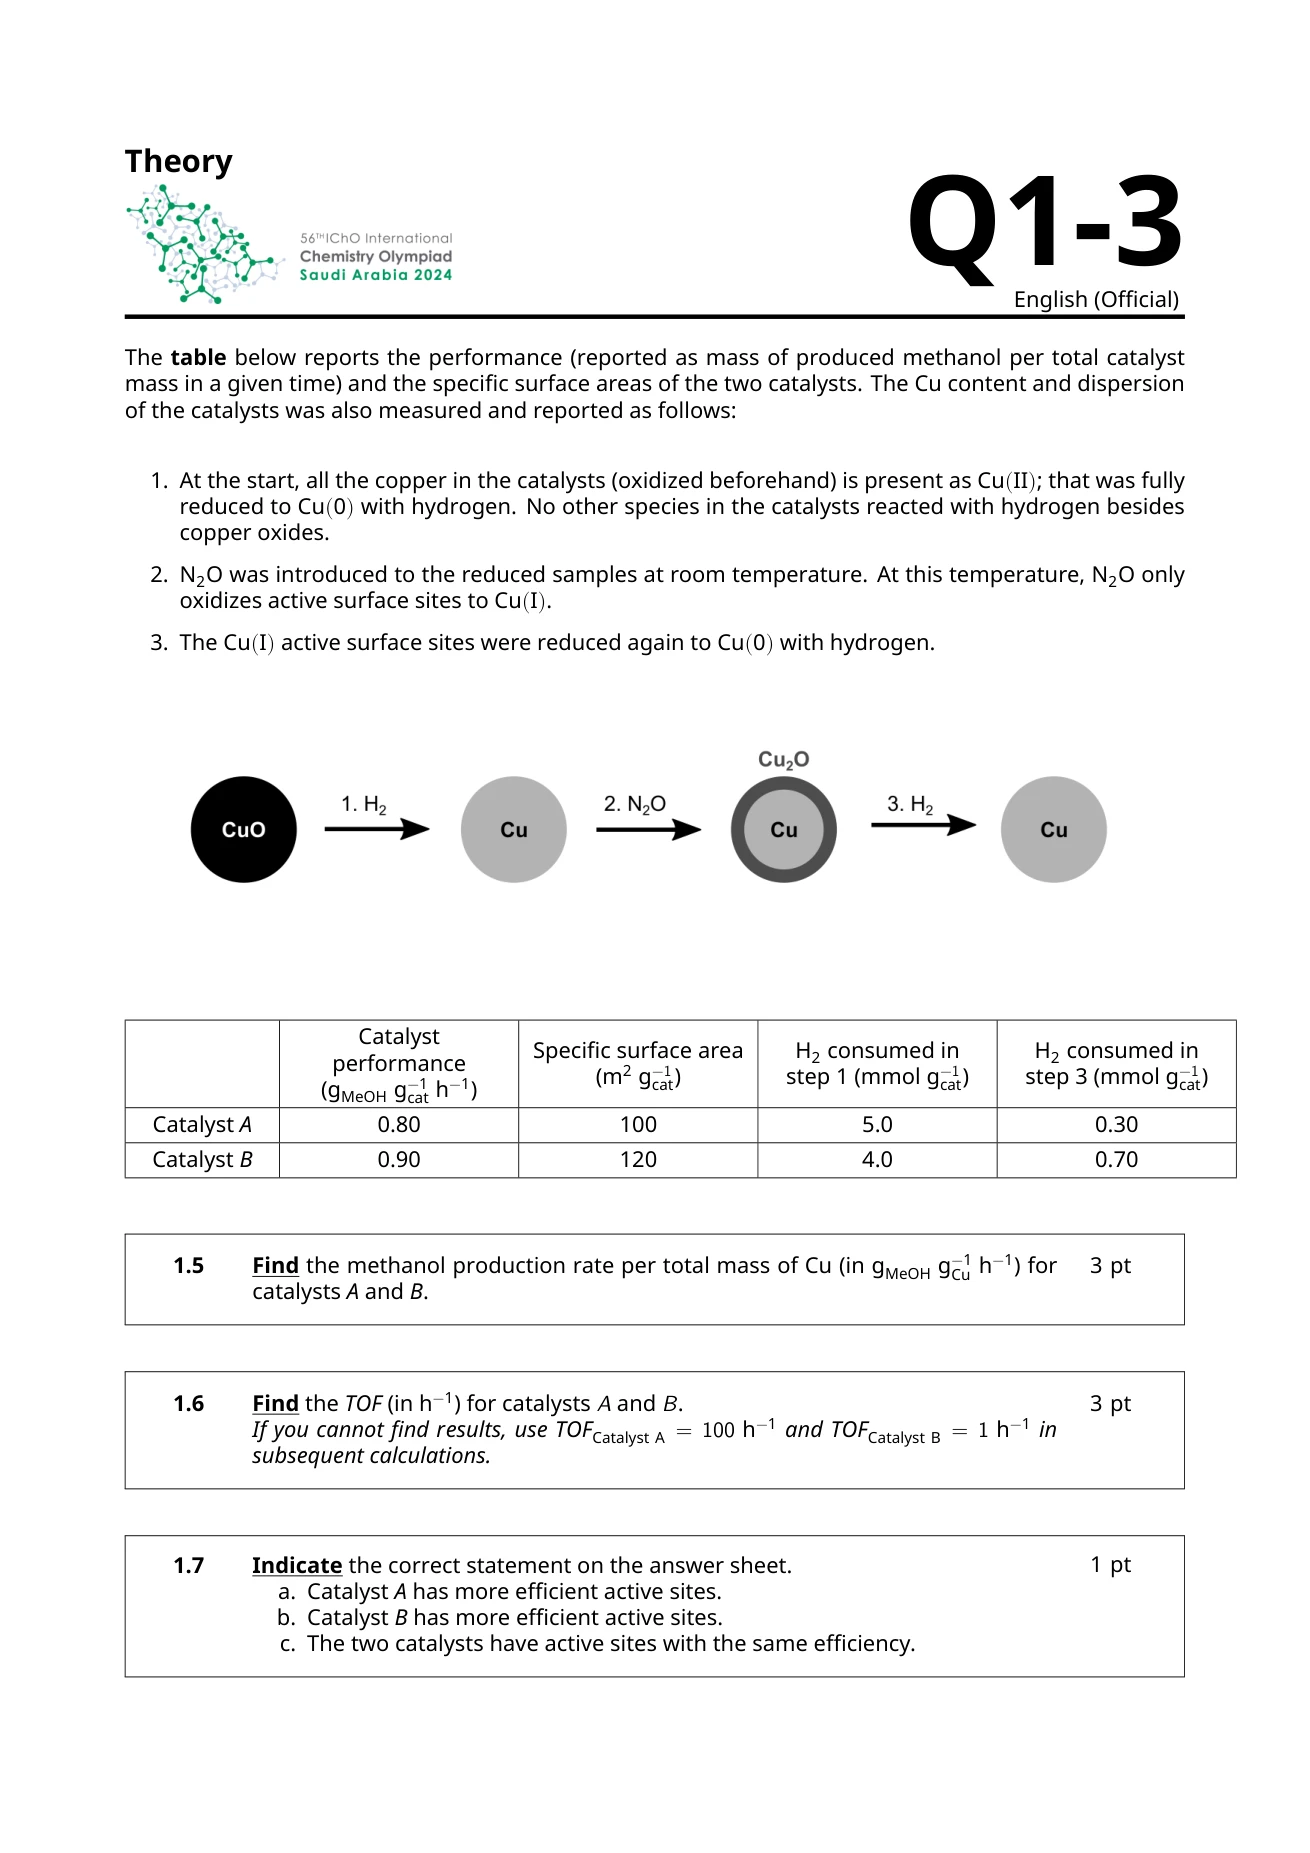 Theory
56ᵀᴴIChO International
Chemistry Olympiad
Saudi Arabia 2024
Q1-3
English (Official)
The table below reports the performance (reported as mass of produced methanol per total catalyst
mass in a given time) and the specific surface areas of the two catalysts. The Cu content and dispersion
of the catalysts was also measured and reported as follows:
1. At the start, all the copper in the catalysts (oxidized beforehand) is present as Cu(II); that was fully
reduced to Cu(0) with hydrogen. No other species in the catalysts reacted with hydrogen besides
copper oxides.
2. N₂O was introduced to the reduced samples at room temperature. At this temperature, N₂O only
oxidizes active surface sites to Cu(I).
3. The Cu(I) active surface sites were reduced again to Cu(0) with hydrogen.
Cu₂O
1. H₂ 2. N₂O 3. H₂
CuO Cu Cu Cu
Catalyst
performance
(g_MeOH g_cat⁻¹ h⁻¹)
Specific surface area
(m² g_cat⁻¹)
H₂ consumed in
step 1 (mmol g_cat⁻¹)
H₂ consumed in
step 3 (mmol g_cat⁻¹)
Catalyst A 0.80 100 5.0 0.30
Catalyst B 0.90 120 4.0 0.70
1.5 Find the methanol production rate per total mass of Cu (in g_MeOH g_Cu⁻¹ h⁻¹) for 3 pt
catalysts A and B.
1.6 Find the TOF (in h⁻¹) for catalysts A and B. 3 pt
If you cannot find results, use TOF_Catalyst A = 100 h⁻¹ and TOF_Catalyst B = 1 h⁻¹ in
subsequent calculations.
1.7 Indicate the correct statement on the answer sheet. 1 pt
a. Catalyst A has more efficient active sites.
b. Catalyst B has more efficient active sites.
c. The two catalysts have active sites with the same efficiency.